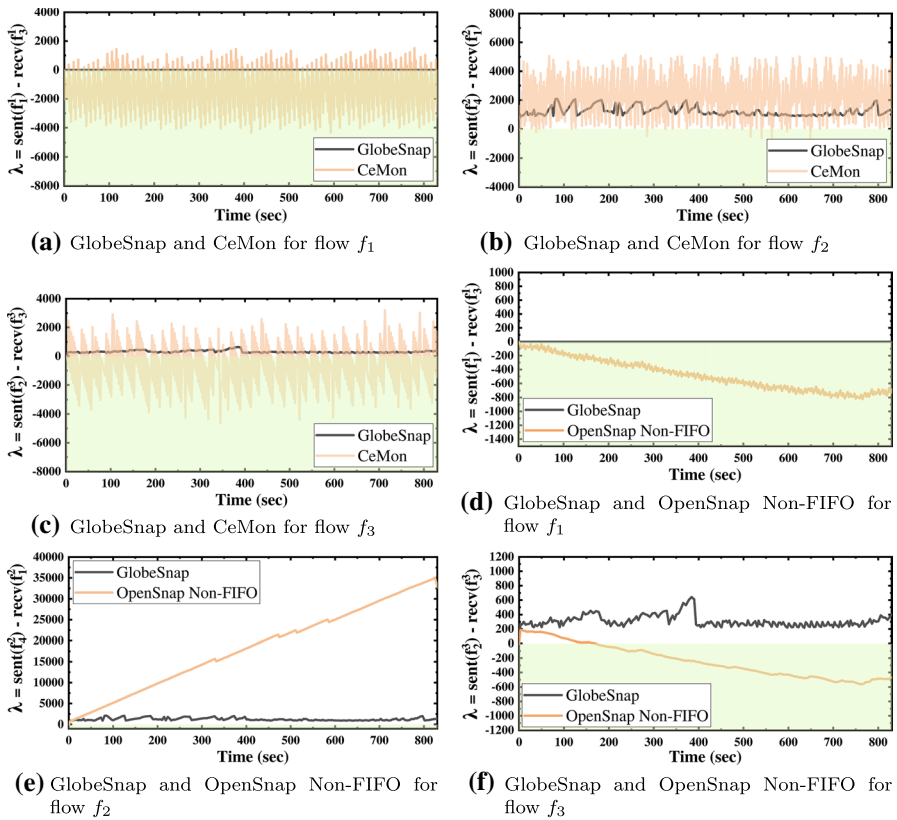 4000
2000
0
-2000
-4000
-6000
-8000
λ = sent(f₁¹) - recv(f₃¹)
GlobeSnap
CeMon
0 100 200 300 400 500 600 700 800
Time (sec)
(a) GlobeSnap and CeMon for flow f₁
8000
6000
4000
2000
0
-2000
-4000
λ = sent(f₄²) - recv(f₁²)
GlobeSnap
CeMon
0 100 200 300 400 500 600 700 800
Time (sec)
(b) GlobeSnap and CeMon for flow f₂
4000
2000
0
-2000
-4000
-6000
-8000
λ = sent(f₂³) - recv(f₃³)
GlobeSnap
CeMon
0 100 200 300 400 500 600 700 800
Time (sec)
(c) GlobeSnap and CeMon for flow f₃
1000
800
600
400
200
0
-200
-400
-600
-800
-1000
-1200
-1400
λ = sent(f₁¹) - recv(f₃¹)
GlobeSnap
OpenSnap Non-FIFO
0 100 200 300 400 500 600 700 800
Time (sec)
(d) GlobeSnap and OpenSnap Non-FIFO for
flow f₁
40000
35000
30000
25000
20000
15000
10000
5000
0
λ = sent(f₄²) - recv(f₁²)
GlobeSnap
OpenSnap Non-FIFO
0 100 200 300 400 500 600 700 800
Time (sec)
(e) GlobeSnap and OpenSnap Non-FIFO for
flow f₂
1200
1000
800
600
400
200
0
-200
-400
-600
-800
-1000
-1200
λ = sent(f₂³) - recv(f₃³)
GlobeSnap
OpenSnap Non-FIFO
0 100 200 300 400 500 600 700 800
Time (sec)
(f) GlobeSnap and OpenSnap Non-FIFO for
flow f₃